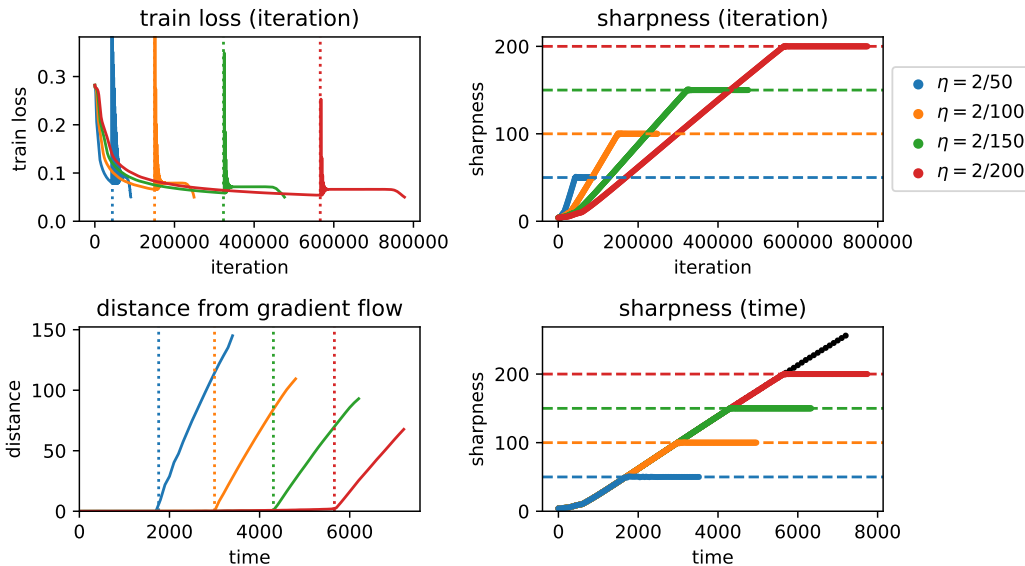 train loss (iteration)
train loss
0.3
0.2
0.1
0.0
0 200000 400000 600000 800000
iteration
sharpness (iteration)
sharpness
200
150
100
50
0
0 200000 400000 600000 800000
iteration
η = 2/50
η = 2/100
η = 2/150
η = 2/200
distance from gradient flow
distance
150
100
50
0
0 2000 4000 6000
time
sharpness (time)
sharpness
200
150
100
50
0
0 2000 4000 6000 8000
time